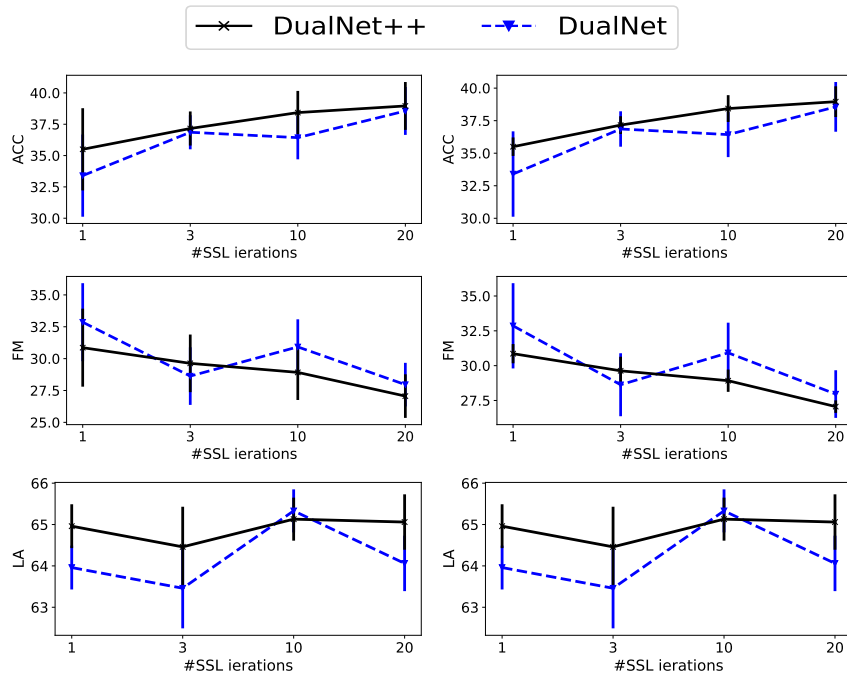 DualNet++ DualNet
40.0
37.5
35.0
32.5
30.0
ACC
1 3 10 20
#SSL ierations
40.0
37.5
35.0
32.5
30.0
ACC
1 3 10 20
#SSL ierations
35.0
32.5
30.0
27.5
25.0
FM
1 3 10 20
#SSL ierations
35.0
32.5
30.0
27.5
FM
1 3 10 20
#SSL ierations
66
65
64
63
LA
1 3 10 20
#SSL ierations
66
65
64
63
LA
1 3 10 20
#SSL ierations